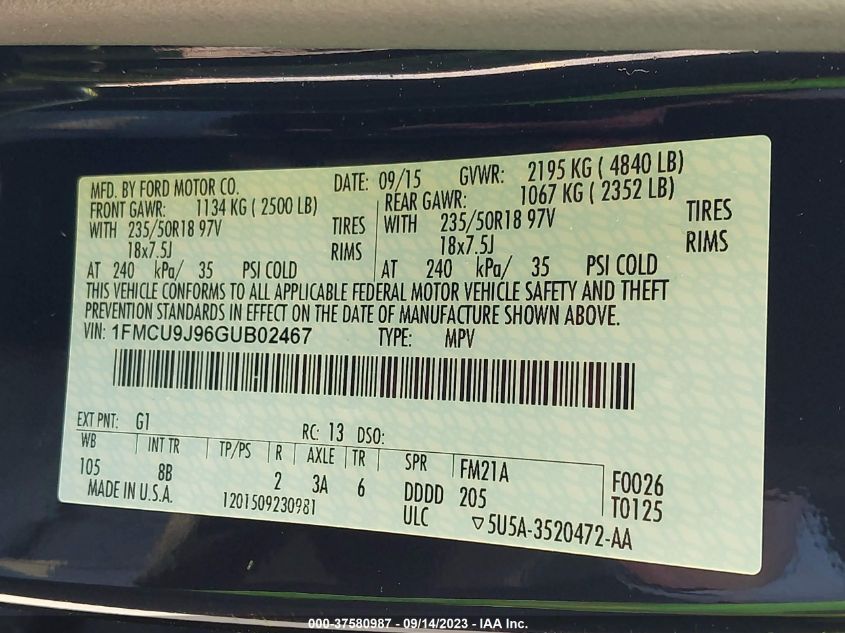 MFD. BY FORD MOTOR CO. DATE: 09/15 GVWR: 2195 KG ( 4840 LB)
FRONT GAWR: 1134 KG ( 2500 LB) REAR GAWR: 1067 KG ( 2352 LB)
WITH 235/50R18 97V TIRES WITH 235/50R18 97V TIRES
18x7.5J RIMS 18x7.5J RIMS
AT 240 kPa/ 35 PSI COLD AT 240 kPa/ 35 PSI COLD
THIS VEHICLE CONFORMS TO ALL APPLICABLE FEDERAL MOTOR VEHICLE SAFETY AND THEFT
PREVENTION STANDARDS IN EFFECT ON THE DATE OF MANUFACTURE SHOWN ABOVE.
VIN: 1FMCU9J96GUB02467 TYPE: MPV
EXT PNT: G1 RC: 13 DSO:
WB INT TR TP/PS R AXLE TR SPR FM21A F0026
105 8B 2 3A 6 DDDD 205 T0125
MADE IN U.S.A. 1201509230981 ULC ▽5U5A-3520472-AA
000-37580987 - 09/14/2023 - IAA Inc.